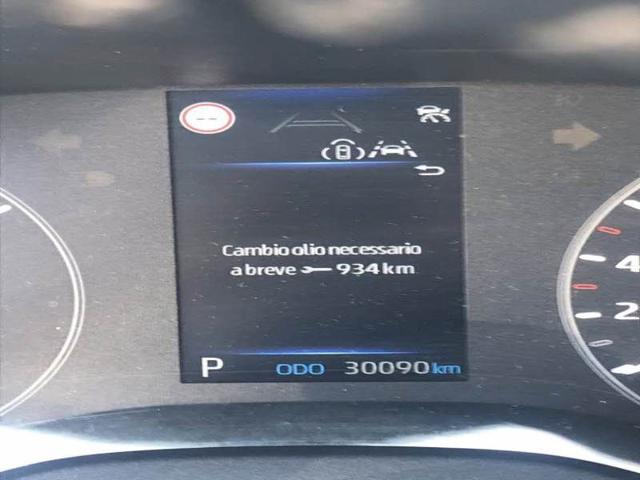 --
Cambio olio necessario
a breve 934 km
P ODO 30090 km
4
2